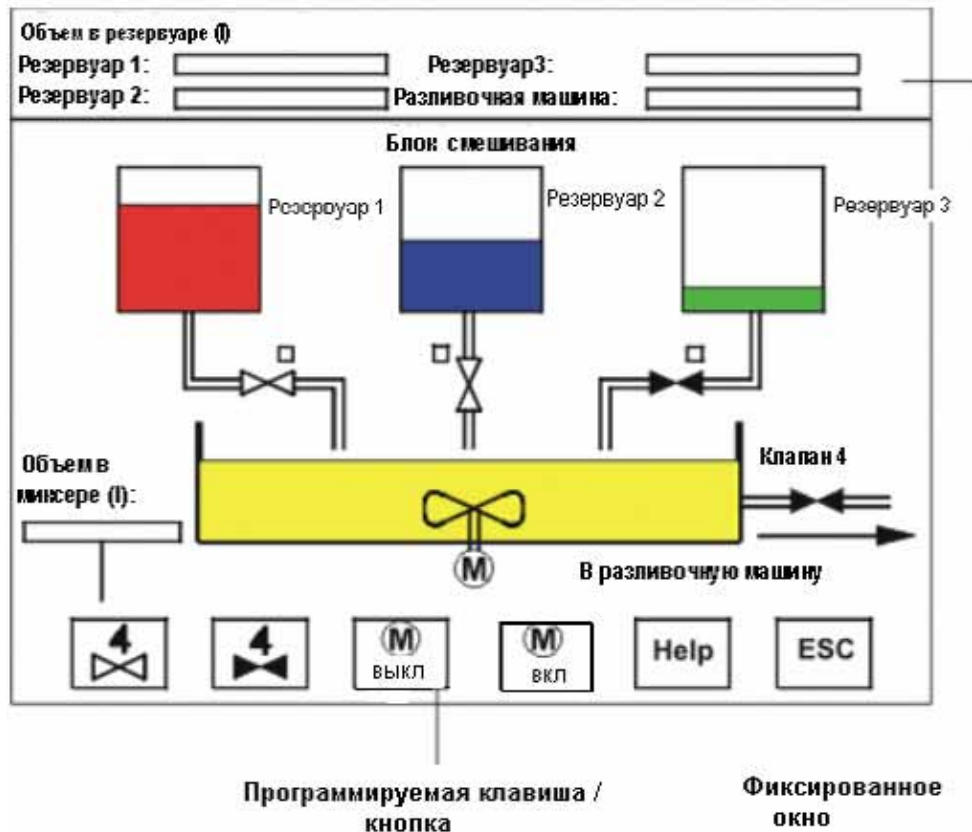 Объем в резервуаре (l)
Резервуар 1:
Резервуар3:
Резервуар 2:
Разливочная машина:
Блок смешивания
Резервуар 1
Резервуар 2
Резервуар 3
Объем в
миксере (l):
Клапан 4
M
В разливочную машину
4
4
M
выкл
M
вкл
Help
ESC
Программируемая клавиша /
кнопка
Фиксированное
окно